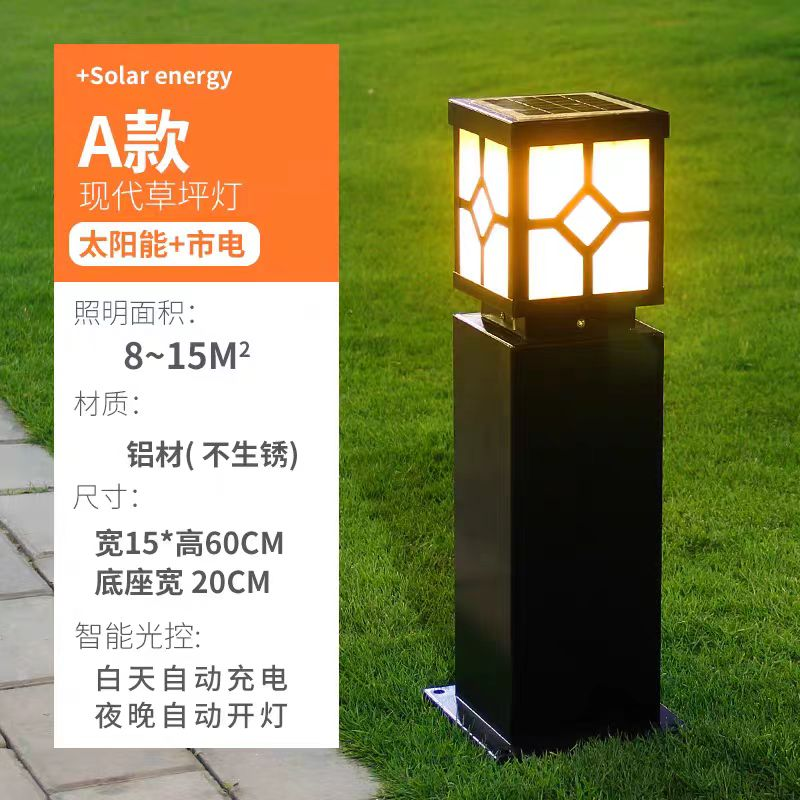 +Solar energy
A款
现代草坪灯
太阳能+市电
照明面积：
8~15M²
材质：
铝材( 不生锈)
尺寸：
宽15*高60CM
底座宽 20CM
智能光控:
白天自动充电
夜晚自动开灯